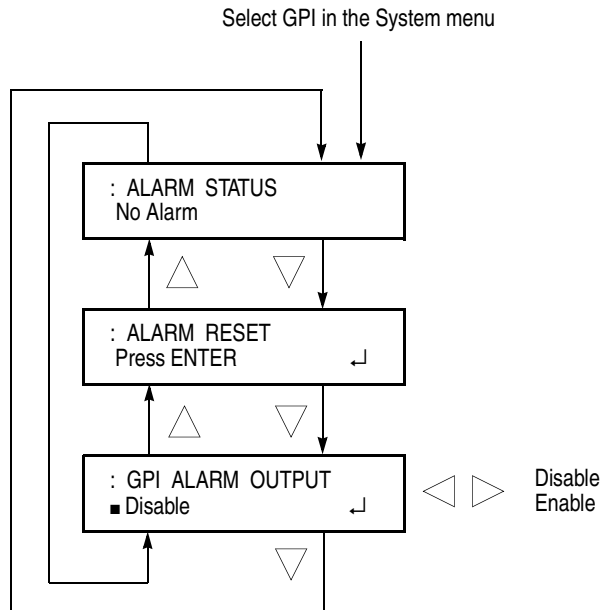 Select GPI in the System menu
: ALARM STATUS
No Alarm
: ALARM RESET
Press ENTER ↵
: GPI ALARM OUTPUT
■ Disable ↵
Disable
Enable